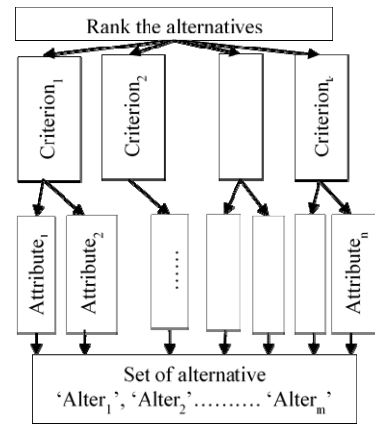 Rank the alternatives
Criterion₁
Criterion₂
Criterionₖ
Attribute₁
Attribute₂
……
Attributeₙ
Set of alternative
‘Alter₁’, ‘Alter₂’………. ‘Alterₘ’